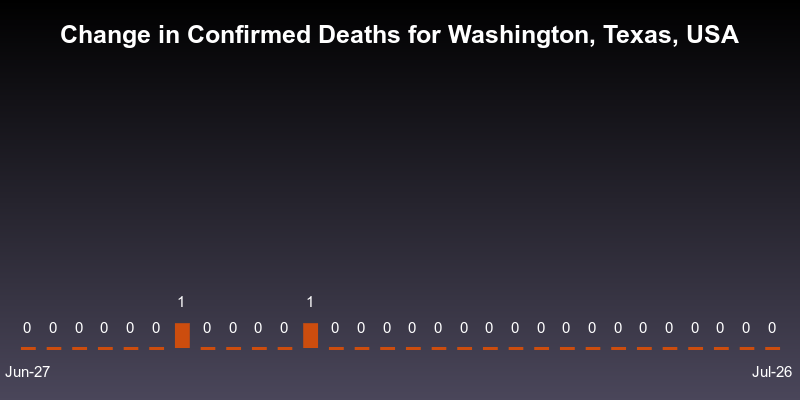 Change in Confirmed Deaths for Washington, Texas, USA
1 1
0 0 0 0 0 0 0 0 0 0 0 0 0 0 0 0 0 0 0 0 0 0 0 0 0 0 0 0
Jun-27 Jul-26